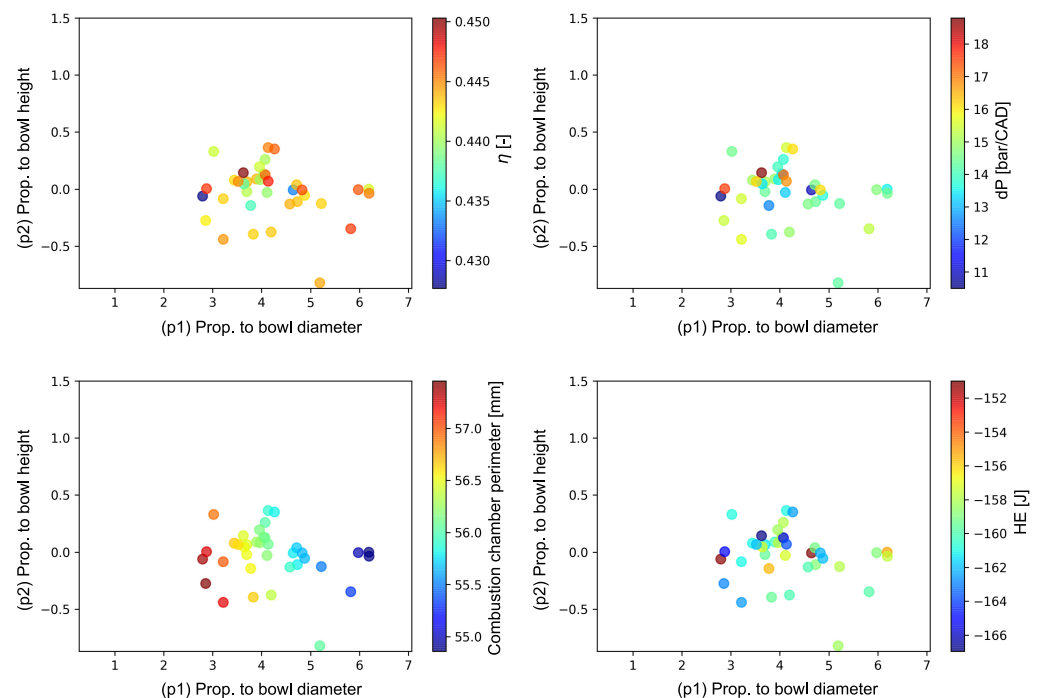 1.5
1.0
0.5
0.0
−0.5
(p2) Prop. to bowl height
1 2 3 4 5 6 7
(p1) Prop. to bowl diameter
0.450
0.445
0.440
0.435
0.430
η [-]
1.5
1.0
0.5
0.0
−0.5
(p2) Prop. to bowl height
1 2 3 4 5 6 7
(p1) Prop. to bowl diameter
18
17
16
15
14
13
12
11
dP [bar/CAD]
1.5
1.0
0.5
0.0
−0.5
(p2) Prop. to bowl height
1 2 3 4 5 6 7
(p1) Prop. to bowl diameter
57.0
56.5
56.0
55.5
55.0
Combustion chamber perimeter [mm]
1.5
1.0
0.5
0.0
−0.5
(p2) Prop. to bowl height
1 2 3 4 5 6 7
(p1) Prop. to bowl diameter
−152
−154
−156
−158
−160
−162
−164
−166
HE [J]